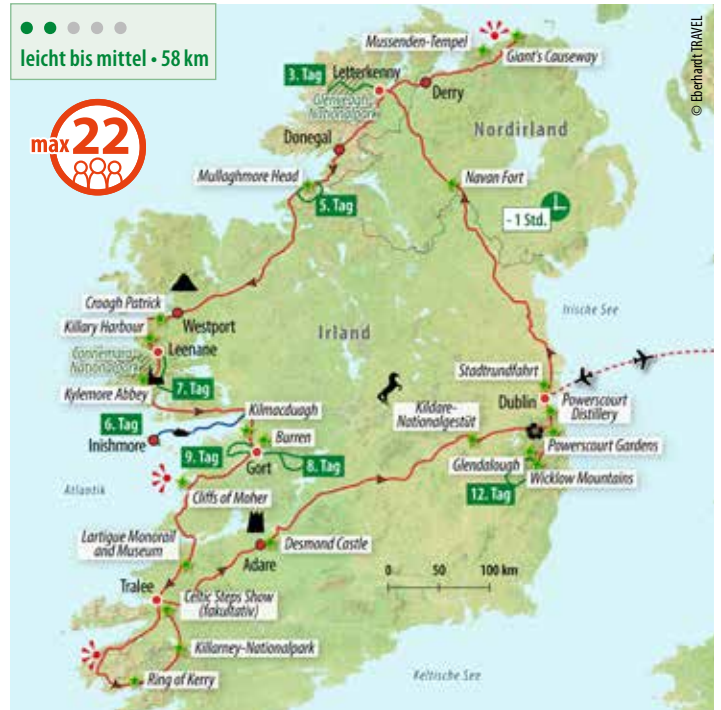 leicht bis mittel • 58 km
max 22
© Eberhardt TRAVEL
Mussenden-Tempel
Giant's Causeway
3. Tag
Letterkenny
Derry
Nationalpark
Nordirland
Donegal
Mullaghmore Head
5. Tag
Navan Fort
- 1 Std.
Croagh Patrick
Westport
Killary Harbour
Leenane
Connemara
Nationalpark
Irland
Irische See
Kylemore Abbey
7. Tag
Stadtrundfahrt
Dublin
Powerscourt
Distillery
6. Tag
Inishmore
Kilmacduagh
Burren
Kildare-
Nationalgestüt
Powerscourt Gardens
9. Tag
Gort
8. Tag
Glendalough
Wicklow Mountains
12. Tag
Atlantik
Cliffs of Moher
Lartigue Monorail
and Museum
Desmond Castle
Adare
0 50 100 km
Tralee
Celtic Steps Show
(fakultativ)
Killarney-Nationalpark
Ring of Kerry
Keltische See